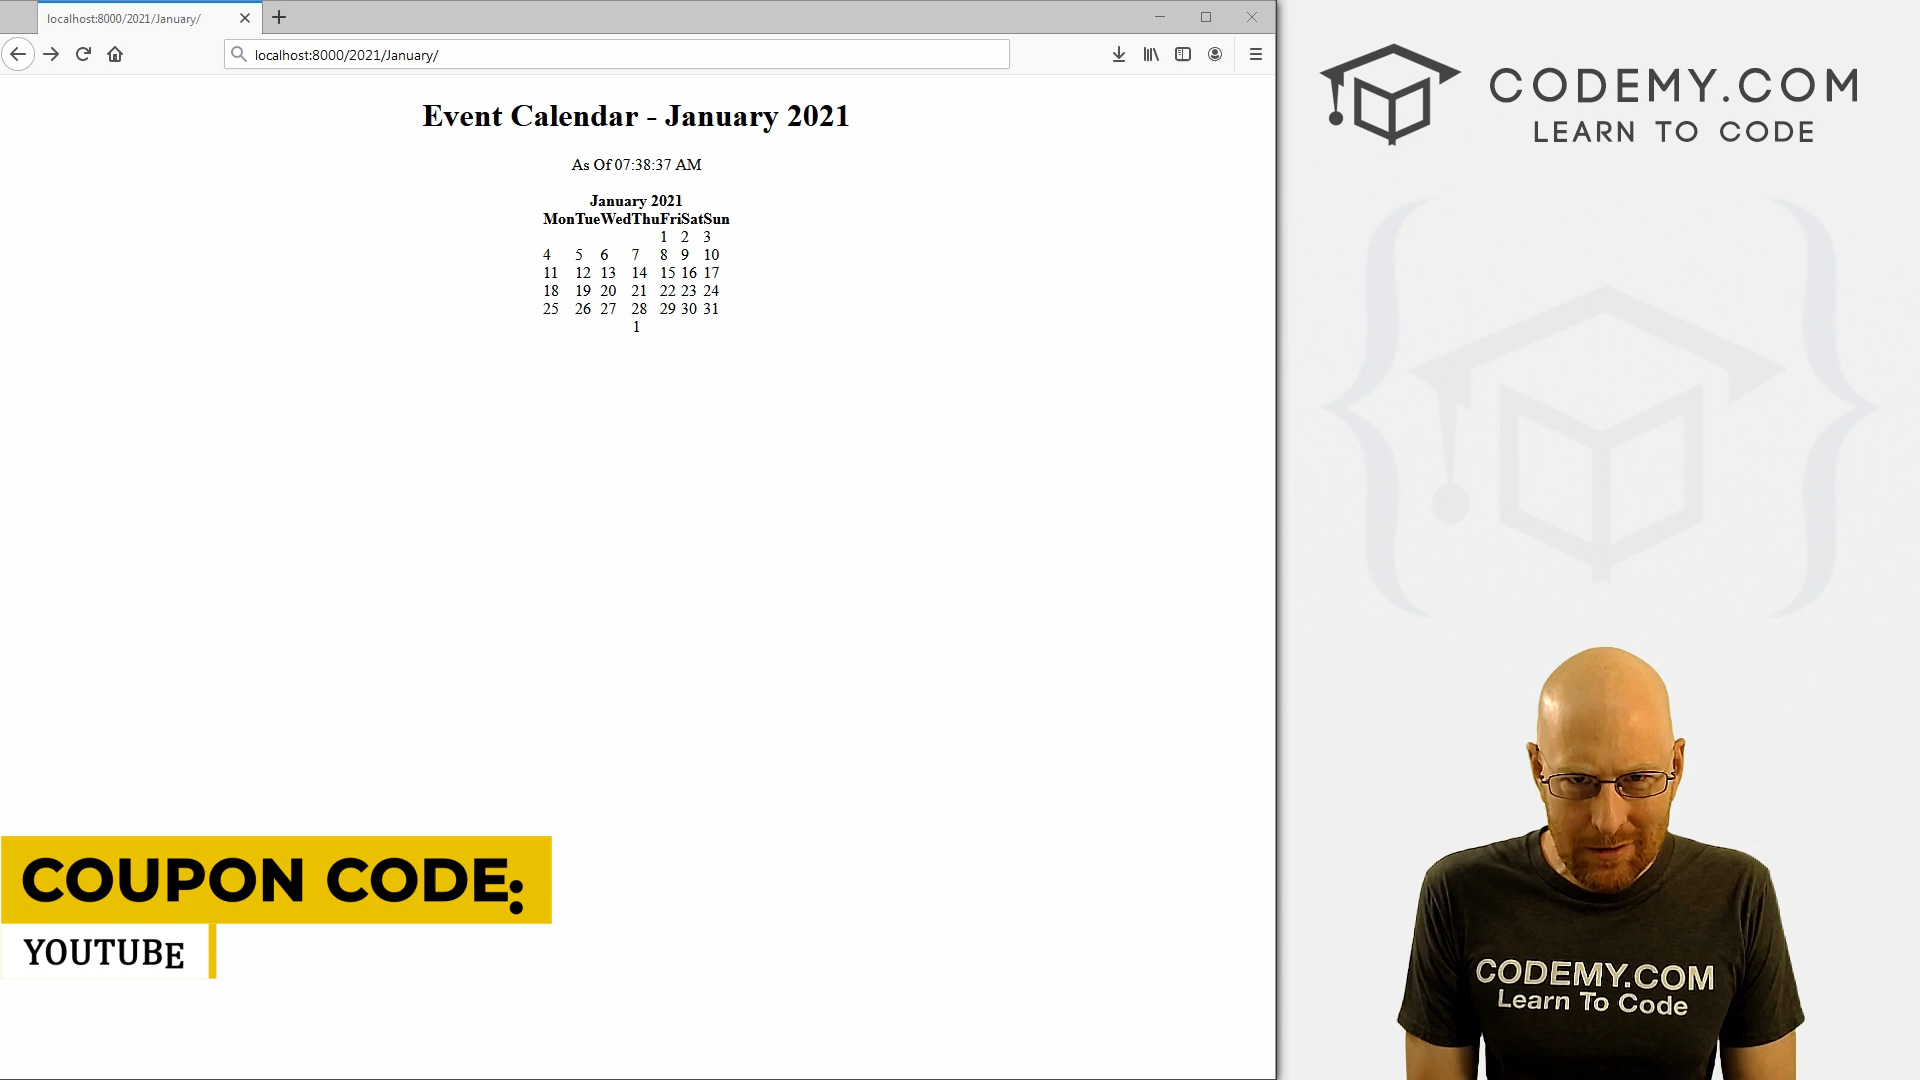 localhost:8000/2021/January/
localhost:8000/2021/January/
Event Calendar - January 2021
As Of 07:38:37 AM
January 2021
MonTueWedThuFriSatSun
1 2 3
4 5 6 7 8 9 10
11 12 13 14 15 16 17
18 19 20 21 22 23 24
25 26 27 28 29 30 31
1
COUPON CODE:
YOUTUBE
CODEMY.COM
LEARN TO CODE
CODEMY.COM
Learn To Code